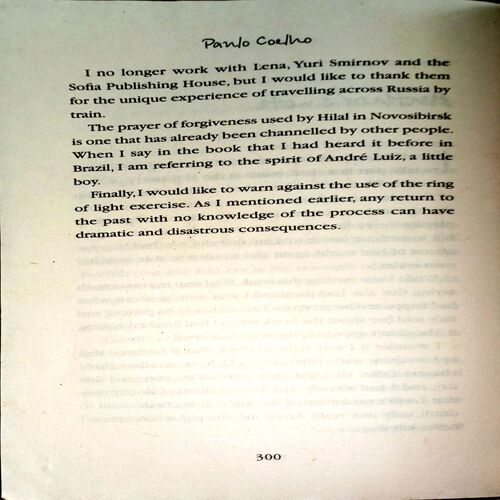 Paulo Coelho
I no longer work with Lena, Yuri Smirnov and the
Sofia Publishing House, but I would like to thank them
for the unique experience of travelling across Russia by
train.
The prayer of forgiveness used by Hilal in Novosibirsk
is one that has already been channelled by other people.
When I say in the book that I had heard it before in
Brazil, I am referring to the spirit of André Luiz, a little
boy.
Finally, I would like to warn against the use of the ring
of light exercise. As I mentioned earlier, any return to
the past with no knowledge of the process can have
dramatic and disastrous consequences.
300